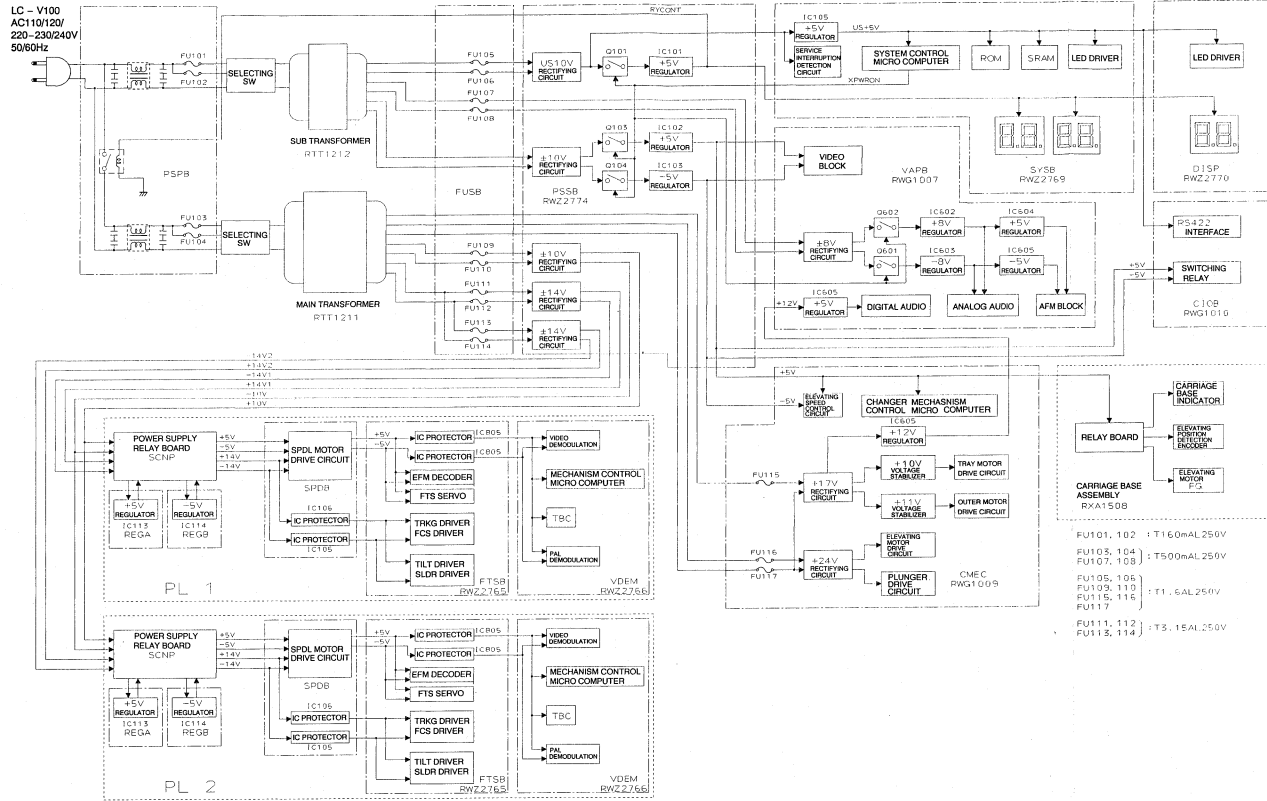 LC – V100
AC110/120/
220–230/240V
50/60Hz
FU101
FU102
SELECTING
SW
SUB TRANSFORMER
RTT1212
PSPB
FU103
FU104
SELECTING
SW
MAIN TRANSFORMER
RTT1211
FU105
FU106
FU107
FU108
FUSB
FU109
FU110
FU111
FU112
FU113
FU114
RYCONT
US10V
RECTIFYING
CIRCUIT
Q101
IC101
+5V
REGULATOR
±10V
RECTIFYING
CIRCUIT
Q103
IC102
+5V
REGULATOR
Q104
IC103
−5V
REGULATOR
PSSB
RWZ2774
±10V
RECTIFYING
CIRCUIT
±14V
RECTIFYING
CIRCUIT
±14V
RECTIFYING
CIRCUIT
IC105
+5V
REGULATOR
US+5V
SERVICE
INTERRUPTION
DETECTION
CIRCUIT
SYSTEM CONTROL
MICRO COMPUTER
XPWRON
ROM
SRAM
LED DRIVER
SYSB
RWZ2769
LED DRIVER
DISP
RWZ2770
VIDEO
BLOCK
VAPB
RWG1007
±8V
RECTIFYING
CIRCUIT
Q602
IC602
+8V
REGULATOR
IC604
+5V
REGULATOR
Q601
IC603
−8V
REGULATOR
IC605
−5V
REGULATOR
+12V
IC605
+5V
REGULATOR
DIGITAL AUDIO
ANALOG AUDIO
AFM BLOCK
RS422
INTERFACE
+5V
−5V
SWITCHING
RELAY
CIOB
RWG1010
−14V2
+14V2
−14V1
+14V1
−10V
+10V
+5V
−5V
ELEVATING
SPEED
CONTROL
CIRCUIT
CHANGER MECHASNISM
CONTROL MICRO COMPUTER
IC605
+12V
REGULATOR
FU115
+17V
RECTIFYING
CIRCUIT
+10V
VOLTAGE
STABILIZER
TRAY MOTOR
DRIVE CIRCUIT
+11V
VOLTAGE
STABILIZER
OUTER MOTOR
DRIVE CIRCUIT
FU116
FU117
+24V
RECTIFYING
CIRCUIT
ELEVATING
MOTOR
DRIVE
CIRCUIT
PLUNGER
DRIVE
CIRCUIT
CMEC
RWG1009
RELAY BOARD
CARRIAGE
BASE
INDICATOR
ELEVATING
POSITION
DETECTION
ENCODER
ELEVATING
MOTOR
FG
CARRIAGE BASE
ASSEMBLY
RXA1508
FU101, 102 : T160mAL250V
FU103, 104
FU107, 108 : T500mAL250V
FU105, 106
FU109, 110
FU115, 116
FU117 : T1.6AL250V
FU111, 112
FU113, 114 : T3.15AL250V
POWER SUPPLY
RELAY BOARD
SCNP
+5V
−5V
+14V
−14V
+5V
REGULATOR
IC113
REGA
−5V
REGULATOR
IC114
REGB
SPDL MOTOR
DRIVE CIRCUIT
SPDB
IC106
IC PROTECTOR
IC PROTECTOR
IC105
+5V
−5V
IC PROTECTOR
ICB05
IC PROTECTOR
ICB05
EFM DECODER
FTS SERVO
TRKG DRIVER
FCS DRIVER
TILT DRIVER
SLDR DRIVER
FTSB
RWZ2765
VIDEO
DEMODULATION
MECHANISM CONTROL
MICRO COMPUTER
TBC
PAL
DEMODULATION
VDEM
RWZ2766
PL 1
POWER SUPPLY
RELAY BOARD
SCNP
+5V
−5V
+14V
−14V
+5V
REGULATOR
IC113
REGA
−5V
REGULATOR
IC114
REGB
SPDL MOTOR
DRIVE CIRCUIT
SPDB
IC106
IC PROTECTOR
IC PROTECTOR
IC105
+5V
−5V
IC PROTECTOR
ICB05
IC PROTECTOR
ICB05
EFM DECODER
FTS SERVO
TRKG DRIVER
FCS DRIVER
TILT DRIVER
SLDR DRIVER
FTSB
RWZ2765
VIDEO
DEMODULATION
MECHANISM CONTROL
MICRO COMPUTER
TBC
PAL
DEMODULATION
VDEM
RWZ2766
PL 2